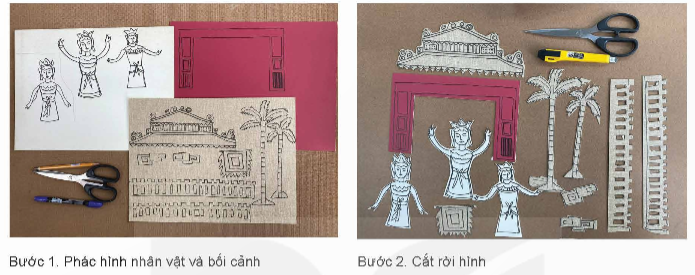 Bước 1. Phác hình nhân vật và bối cảnh
Bước 2. Cắt rời hình